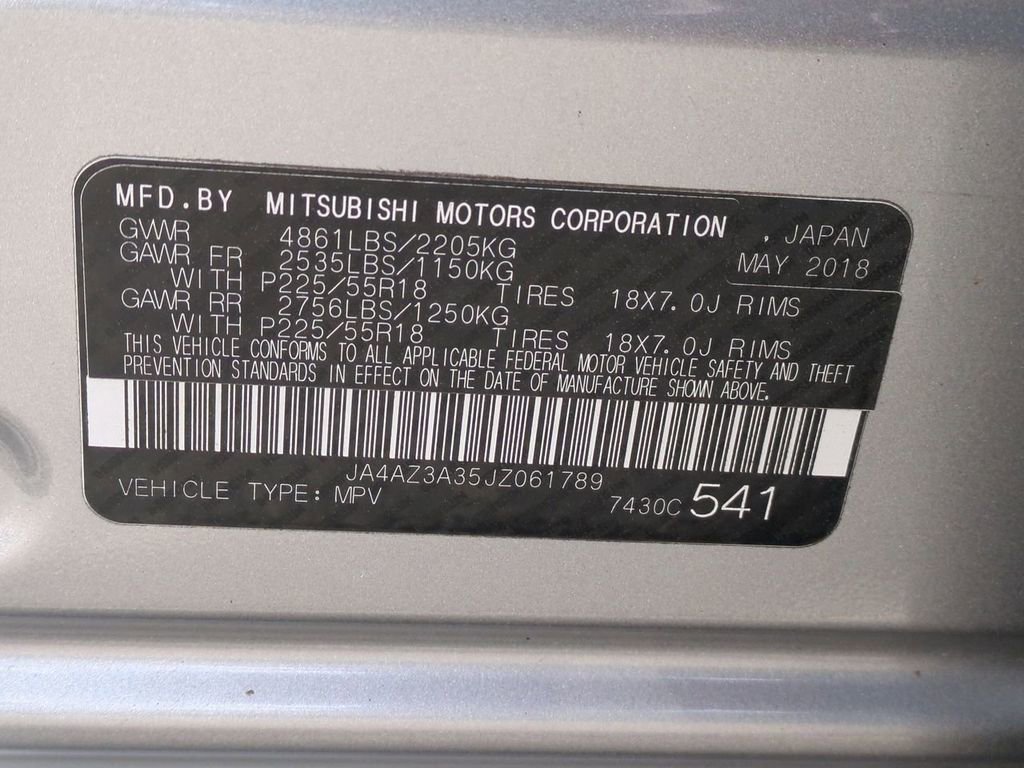 MFD.BY MITSUBISHI MOTORS CORPORATION , JAPAN
GVWR 4861LBS/2205KG MAY 2018
GAWR FR 2535LBS/1150KG
WITH P225/55R18 TIRES 18X7.0J RIMS
GAWR RR 2756LBS/1250KG
WITH P225/55R18 TIRES 18X7.0J RIMS
THIS VEHICLE CONFORMS TO ALL APPLICABLE FEDERAL MOTOR VEHICLE SAFETY AND THEFT
PREVENTION STANDARDS IN EFFECT ON THE DATE OF MANUFACTURE SHOWN ABOVE.
JA4AZ3A35JZ061789
VEHICLE TYPE: MPV 7430C 541